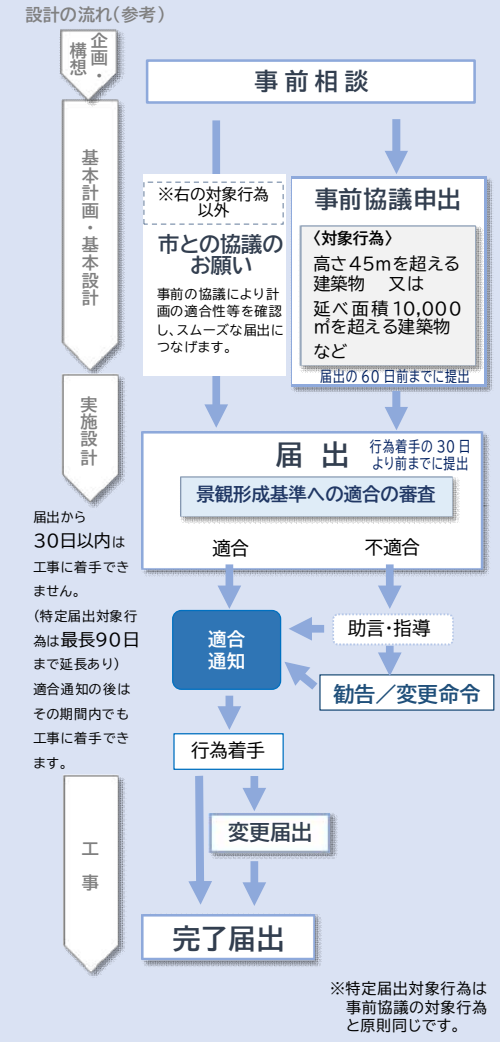 設計の流れ(参考)
企画・
構想
事前相談
基本計画・基本設計
※右の対象行為
以外
市との協議の
お願い
事前の協議により計
画の適合性等を確認
し、スムーズな届出に
つなげます。
事前協議申出
〈対象行為〉
高さ45mを超える
建築物 又は
延べ面積10,000
㎡を超える建築物
など
届出の60日前までに提出
実施設計
届 出
行為着手の30日
より前までに提出
景観形成基準への適合の審査
適合
不適合
届出から
30日以内は
工事に着手でき
ません。
(特定届出対象行
為は最長90日
まで延長あり)
適合通知の後は
その期間内でも
工事に着手でき
ます。
適合
通知
助言・指導
勧告/変更命令
行為着手
工事
変更届出
完了届出
※特定届出対象行為は
事前協議の対象行為
と原則同じです。